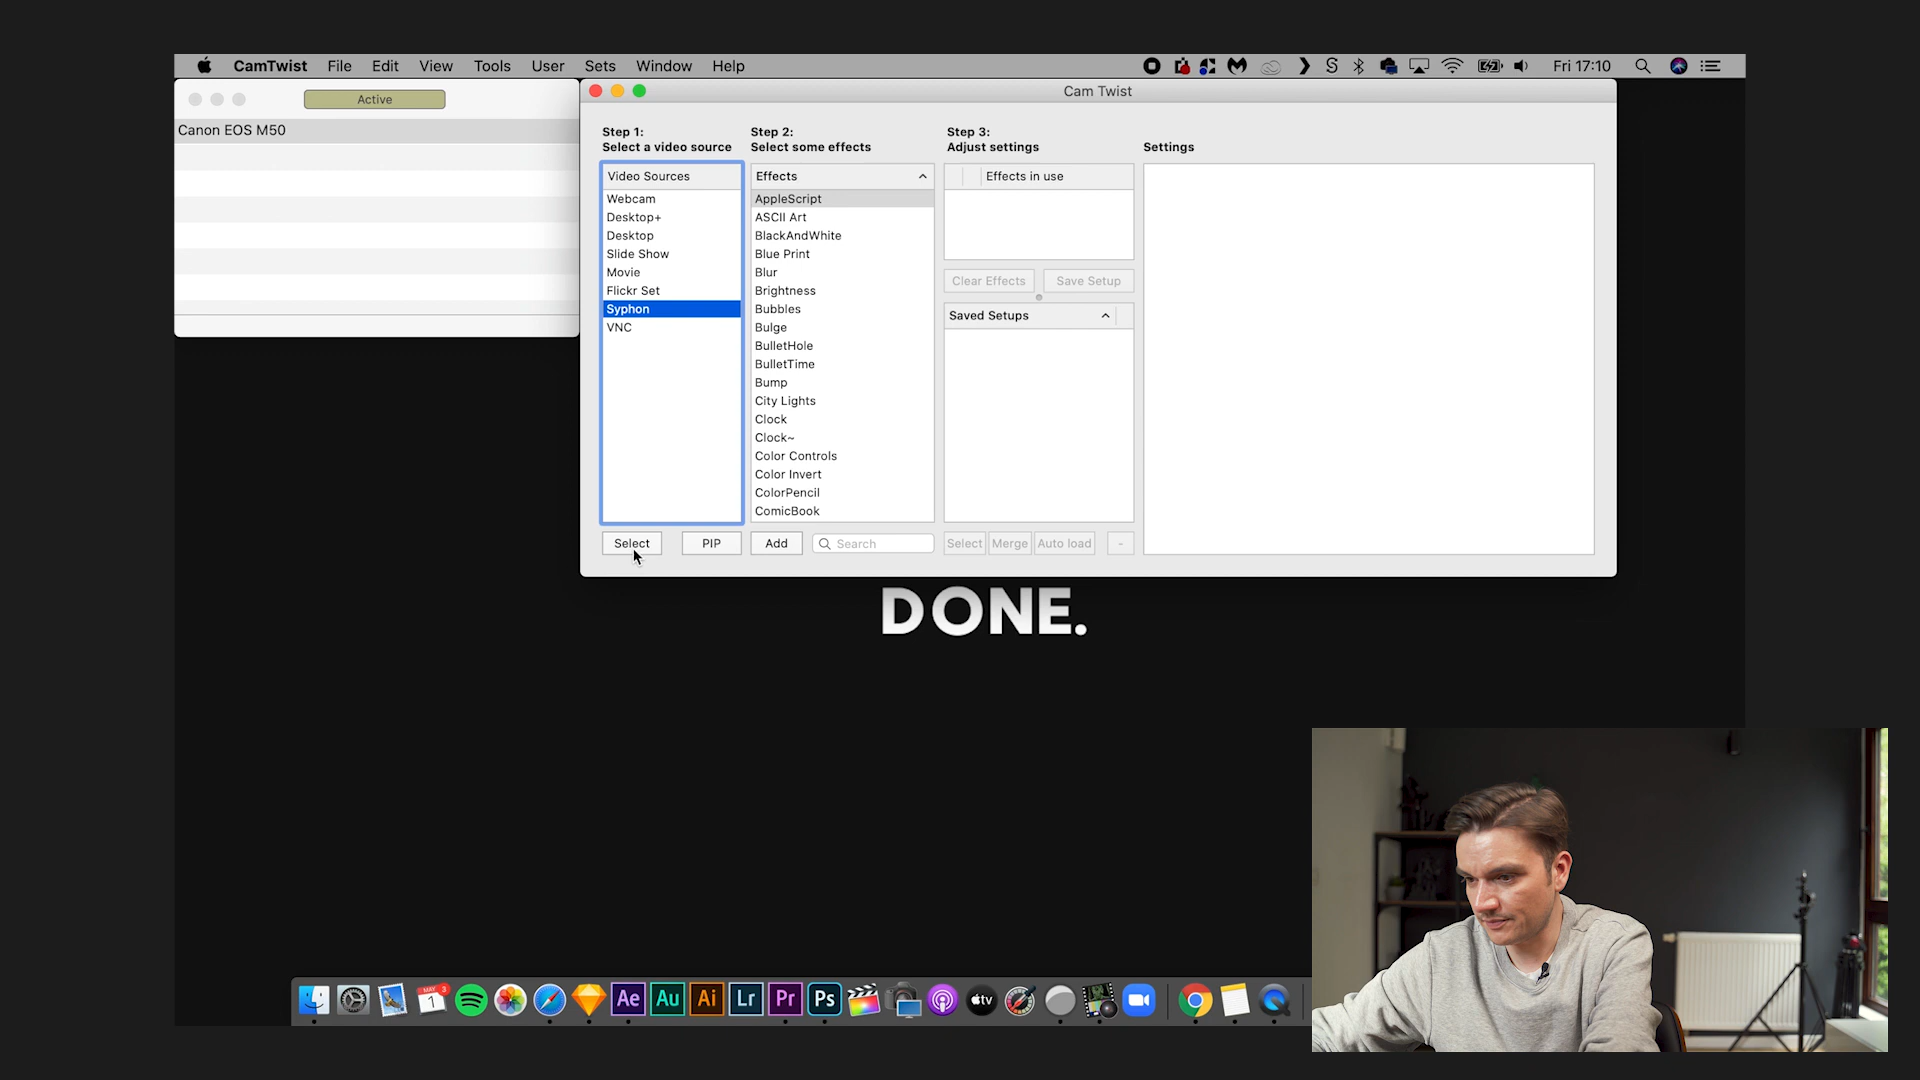 CamTwist File Edit View Tools User Sets Window Help Fri 17:10
Active
Canon EOS M50
Cam Twist
Step 1:
Select a video source
Video Sources
Webcam
Desktop+
Desktop
Slide Show
Movie
Flickr Set
Syphon
VNC
Select PIP
Step 2:
Select some effects
Effects
AppleScript
ASCII Art
BlackAndWhite
Blue Print
Blur
Brightness
Bubbles
Bulge
BulletHole
BulletTime
Bump
City Lights
Clock
Clock~
Color Controls
Color Invert
ColorPencil
ComicBook
Add Search
Step 3:
Adjust settings
Effects in use
Clear Effects Save Setup
Saved Setups
Select Merge Auto load -
Settings
DONE.
MAY 3
1
Ae Au Ai Lr Pr Ps tv